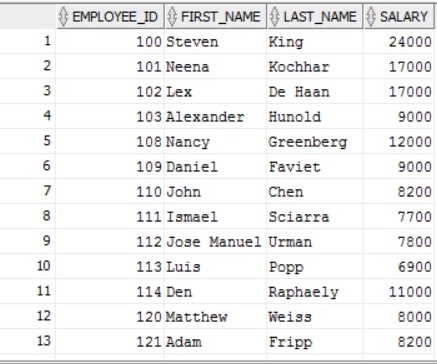 EMPLOYEE_ID FIRST_NAME LAST_NAME SALARY
1 100 Steven King 24000
2 101 Neena Kochhar 17000
3 102 Lex De Haan 17000
4 103 Alexander Hunold 9000
5 108 Nancy Greenberg 12000
6 109 Daniel Faviet 9000
7 110 John Chen 8200
8 111 Ismael Sciarra 7700
9 112 Jose Manuel Urman 7800
10 113 Luis Popp 6900
11 114 Den Raphaely 11000
12 120 Matthew Weiss 8000
13 121 Adam Fripp 8200